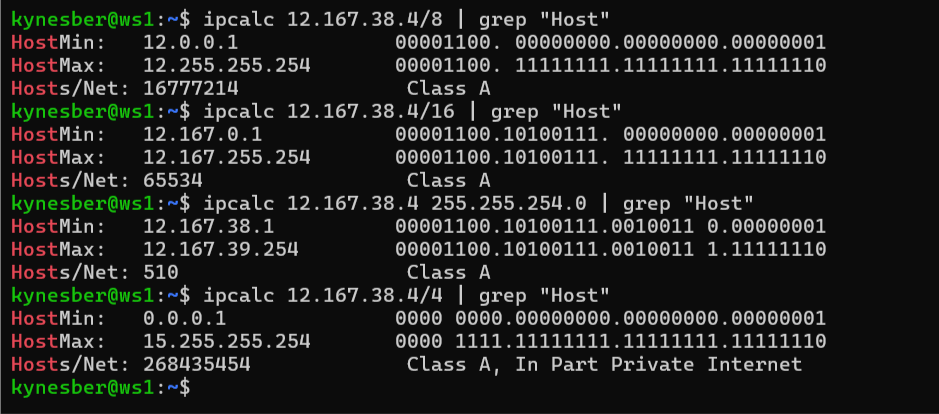 kynesber@ws1:~$ ipcalc 12.167.38.4/8 | grep "Host"
HostMin:   12.0.0.1            00001100. 00000000.00000000.00000001
HostMax:   12.255.255.254      00001100. 11111111.11111111.11111110
Hosts/Net: 16777214             Class A
kynesber@ws1:~$ ipcalc 12.167.38.4/16 | grep "Host"
HostMin:   12.167.0.1          00001100.10100111. 00000000.00000001
HostMax:   12.167.255.254      00001100.10100111. 11111111.11111110
Hosts/Net: 65534                Class A
kynesber@ws1:~$ ipcalc 12.167.38.4 255.255.254.0 | grep "Host"
HostMin:   12.167.38.1         00001100.10100111.0010011 0.00000001
HostMax:   12.167.39.254       00001100.10100111.0010011 1.11111110
Hosts/Net: 510                  Class A
kynesber@ws1:~$ ipcalc 12.167.38.4/4 | grep "Host"
HostMin:   0.0.0.1             0000 0000.00000000.00000000.00000001
HostMax:   15.255.255.254      0000 1111.11111111.11111111.11111110
Hosts/Net: 268435454            Class A, In Part Private Internet
kynesber@ws1:~$